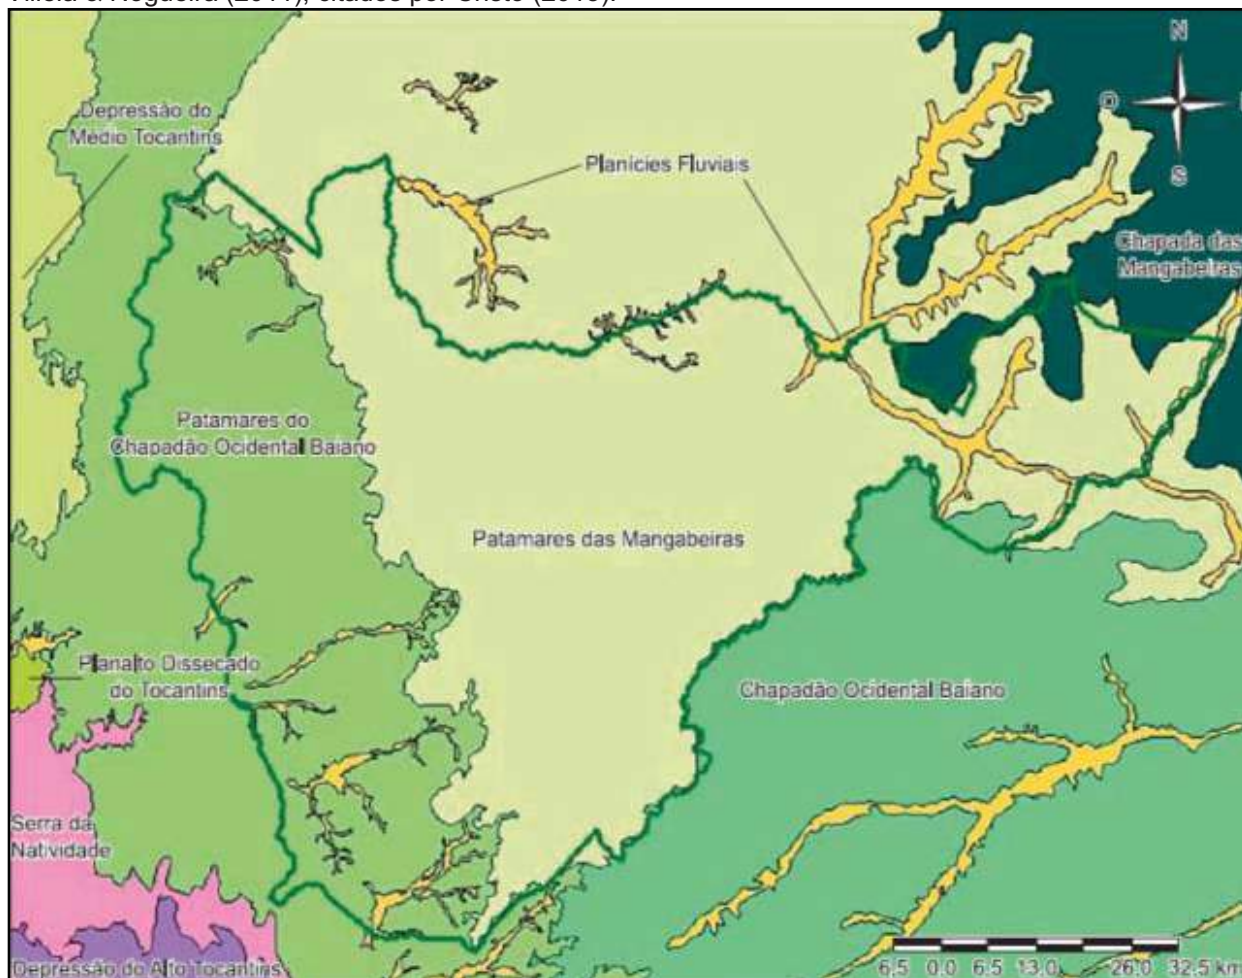 N
Depressão do
Médio Tocantins
O
Planícies Fluviais
S
Chapada das
Mangabeiras
Patamares do
Chapadão Ocidental Baiano
Patamares das Mangabeiras
Planalto Dissecado
do Tocantins
Chapadão Ocidental Baiano
Serra da
Natividade
Depressão do Alto Tocantins
6.5 0.0 6.5 13.0 26.0 32.5 km